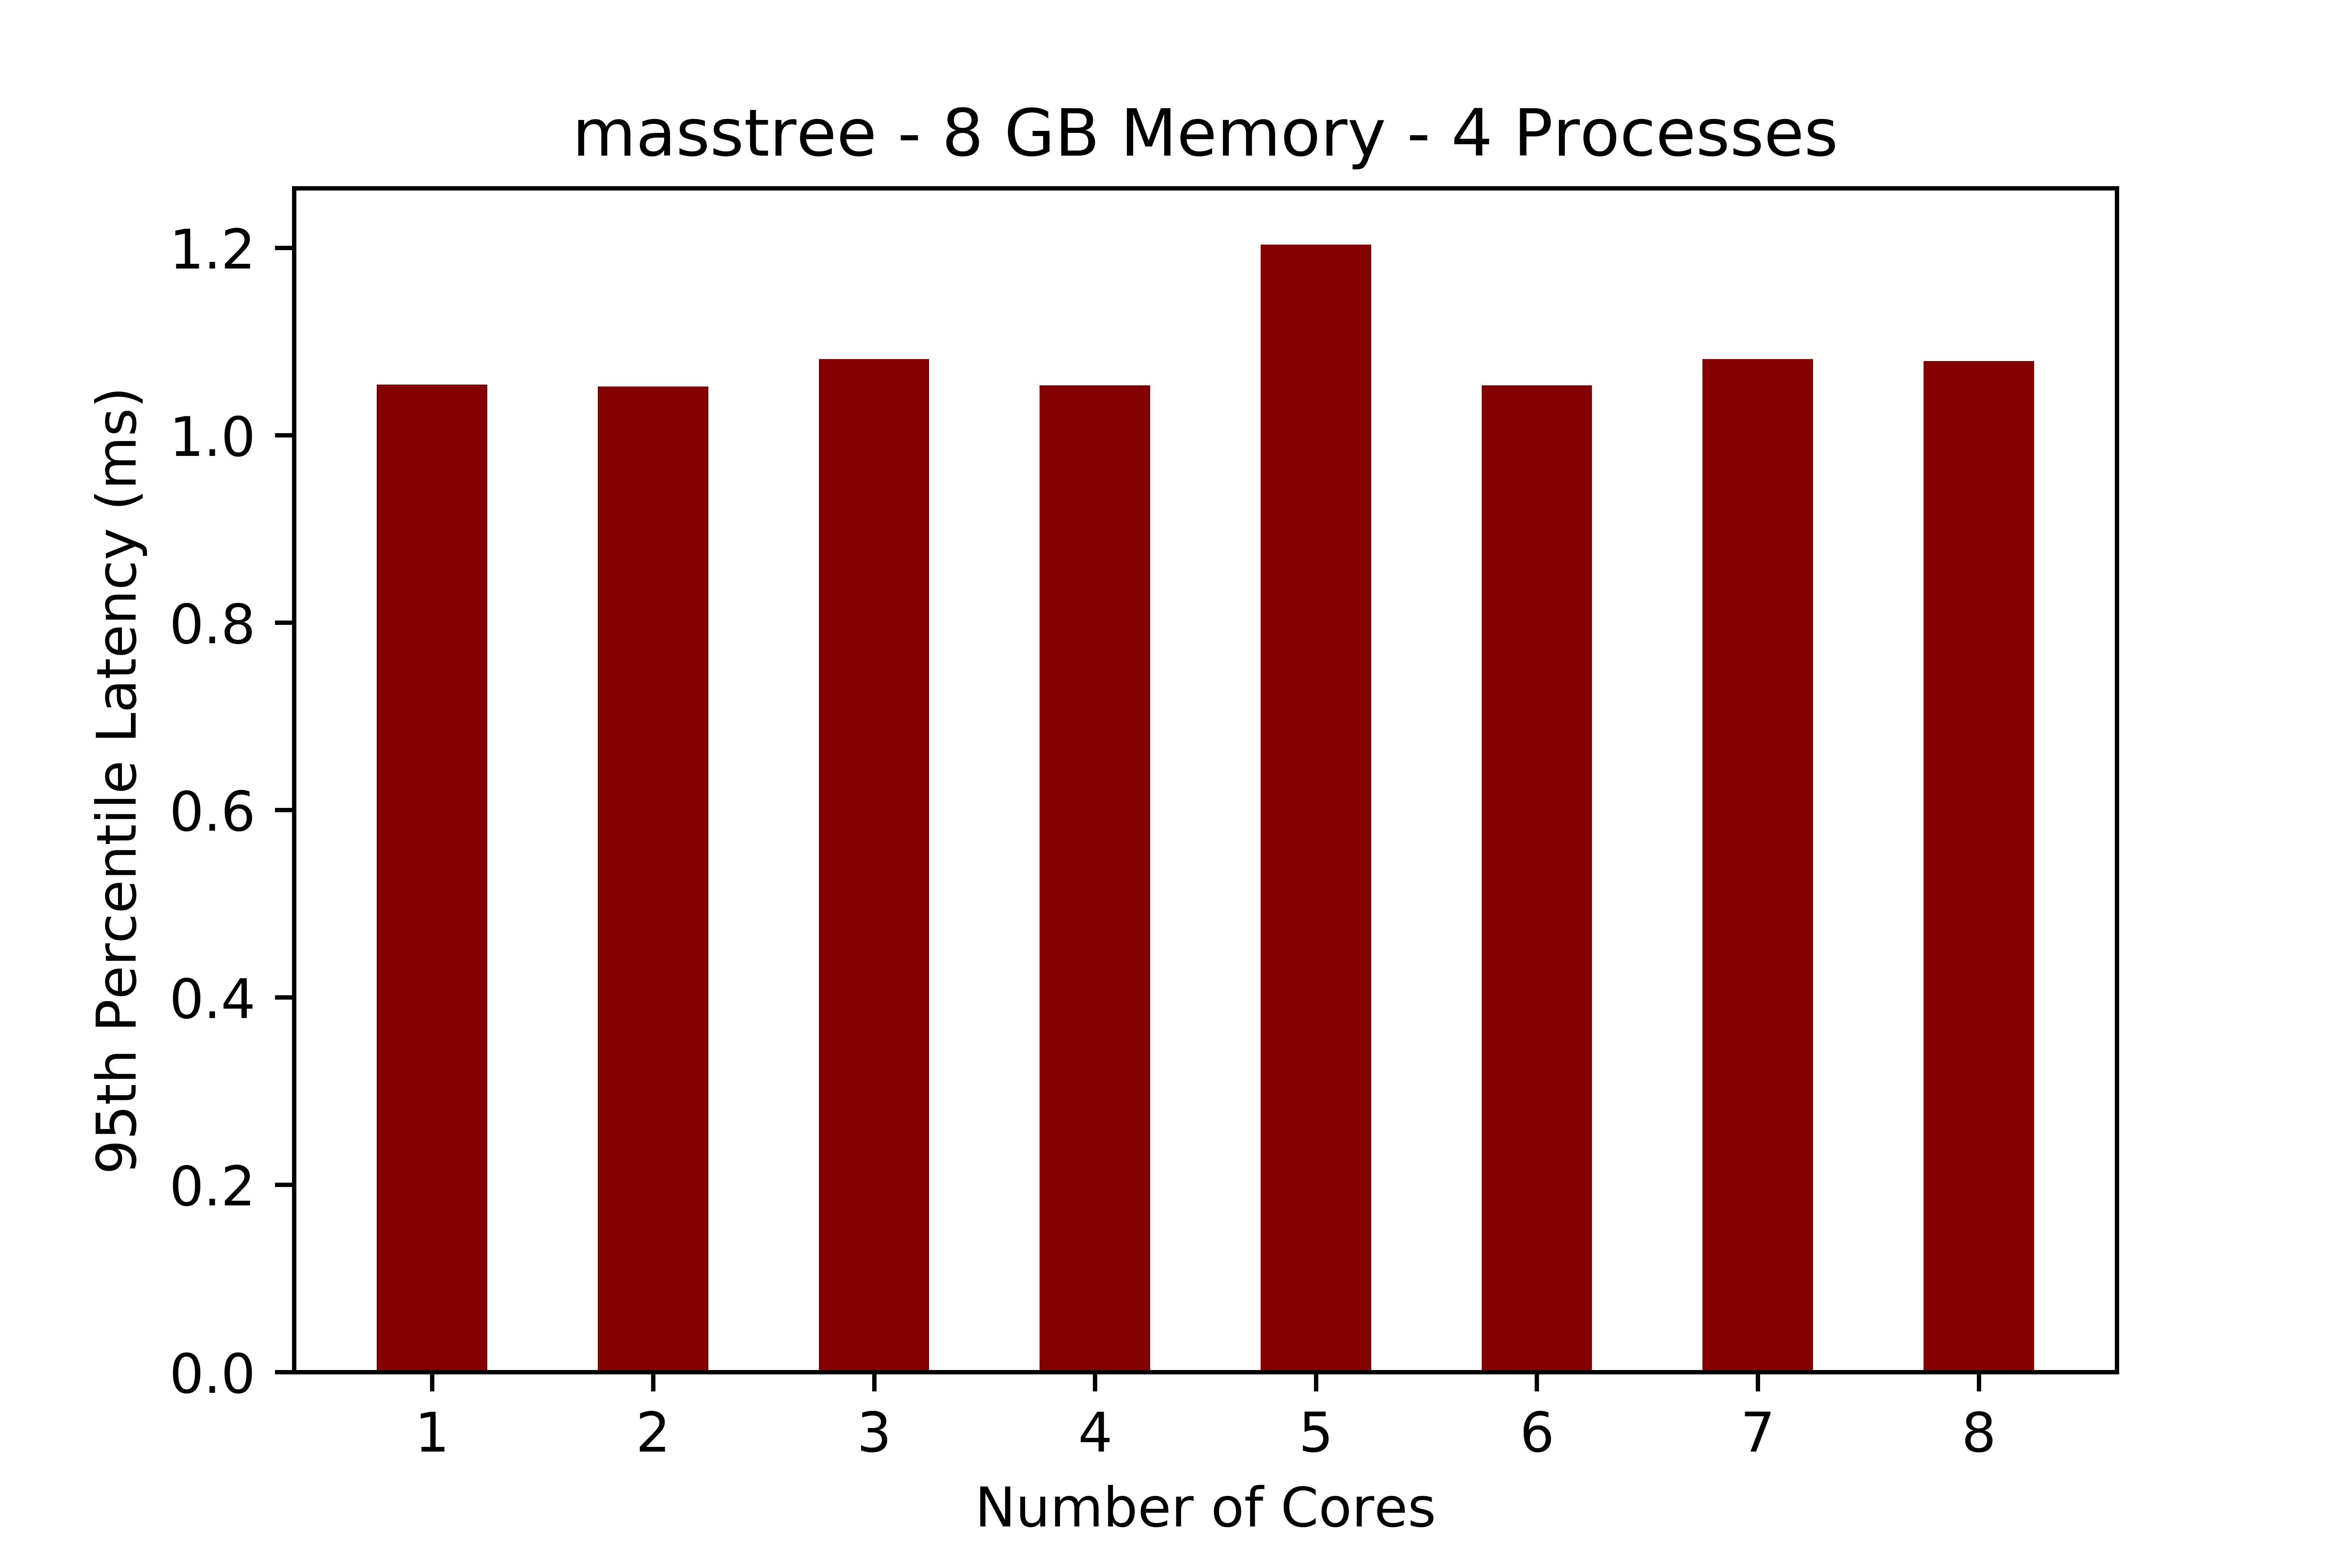 masstree - 8 GB Memory - 4 Processes
95th Percentile Latency (ms)
1.2
1.0
0.8
0.6
0.4
0.2
0.0
1 2 3 4 5 6 7 8
Number of Cores